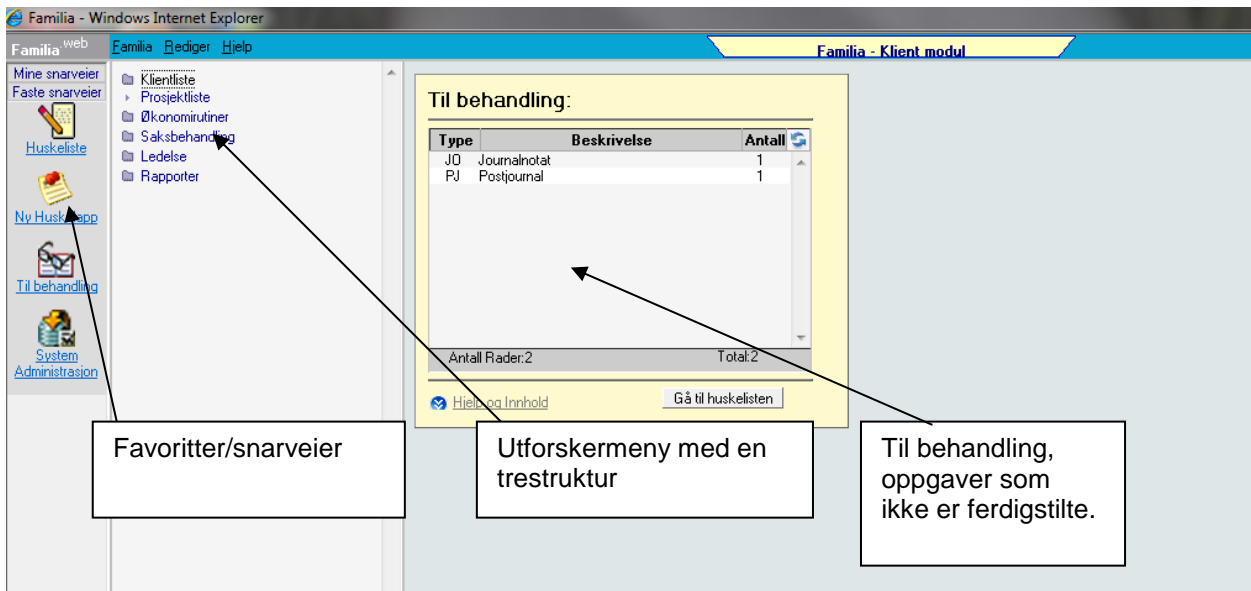 Familia - Windows Internet Explorer
Familia.web
Familia Rediger Hjelp
Familia - Klient modul
Mine snarveier
Faste snarveier
Huskeliste
Til behandling
System
Administrasjon
Klientliste
Prosjektliste
Økonomirutiner
Saksbehandling
Ledelse
Rapporter
Til behandling:
Type Beskrivelse Antall
JO Journalnotat 1
PJ Postjournal 1
Antall Rader:2 Total:2
Hjelp og Innhold
Gå til huskelisten
Favoritter/snarveier
Utforskermeny med en
trestruktur
Til behandling,
oppgaver som
ikke er ferdigstilte.